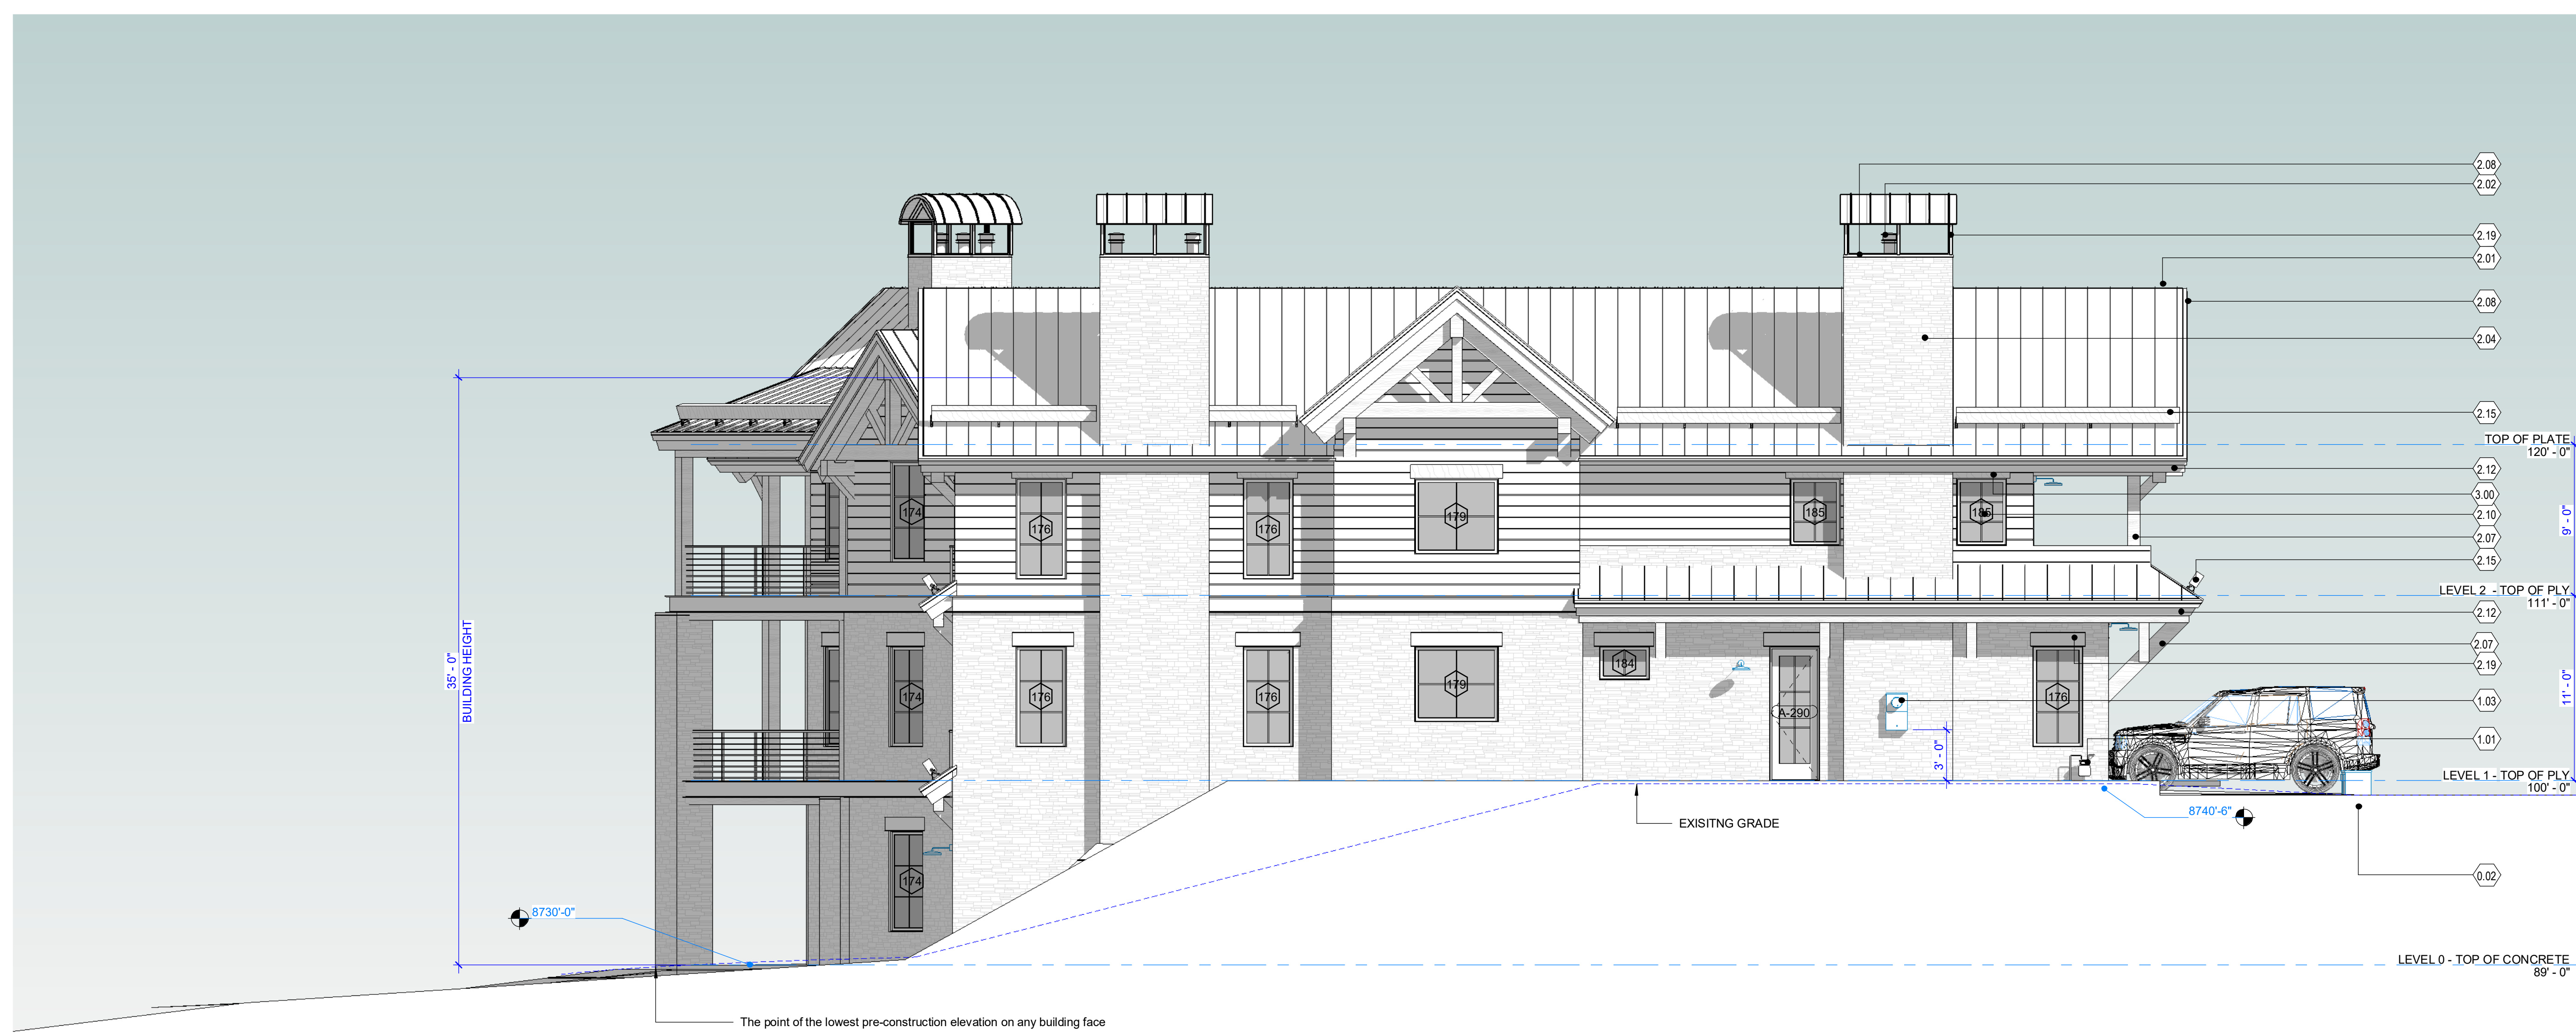 2.08
2.02
2.19
2.01
2.08
2.04
2.15
TOP OF PLATE
120' - 0"
2.12
3.00
2.10
9' - 0"
2.07
2.15
LEVEL 2 - TOP OF PLY
111' - 0"
2.12
2.07
2.19
11' - 0"
1.03
1.01
LEVEL 1 - TOP OF PLY
100' - 0"
8740'-6"
0.02
LEVEL 0 - TOP OF CONCRETE
89' - 0"
174
176
176
179
185
185
174
176
176
179
184
A-290
176
3' - 0"
174
35' - 0"
BUILDING HEIGHT
EXISITNG GRADE
8730'-0"
The point of the lowest pre-construction elevation on any building face